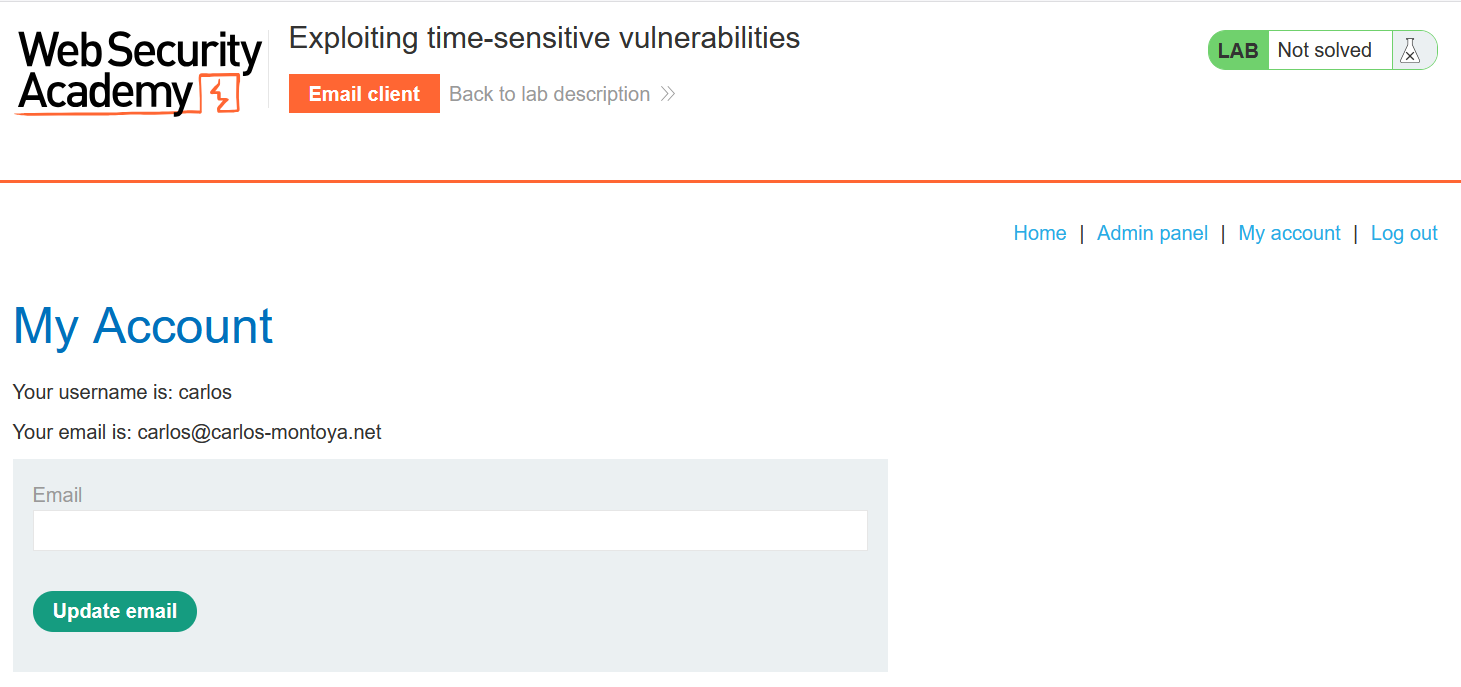 Web Security
Academy
Exploiting time-sensitive vulnerabilities
Email client
Back to lab description
LAB
Not solved
Home | Admin panel | My account | Log out
My Account
Your username is: carlos
Your email is: carlos@carlos-montoya.net
Email
Update email